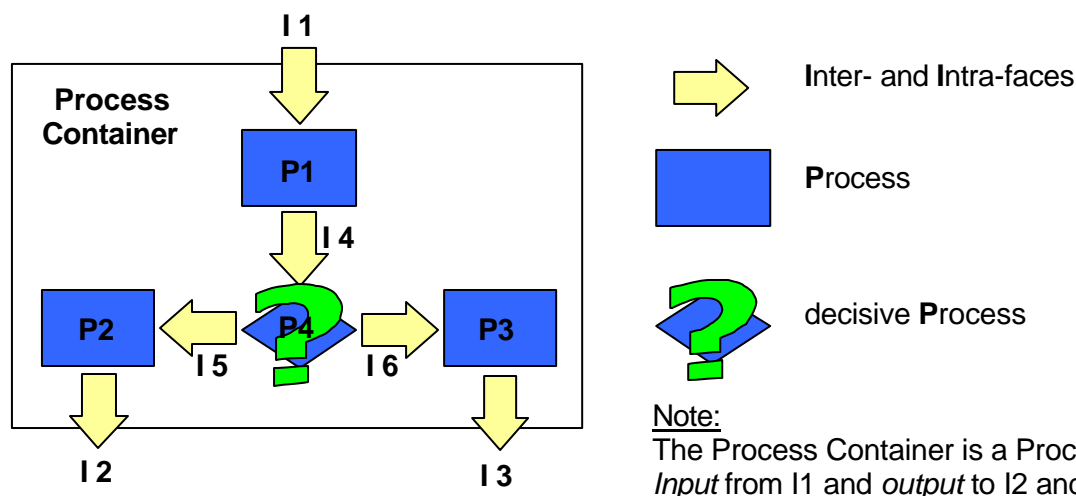 I 1
Process
Container
P1
I 4
P2
P4
P3
I 5
I 6
I 2
I 3
Inter- and Intra-faces
Process
decisive Process
Note:
The Process Container is a Proc
Input from I1 and output to I2 and